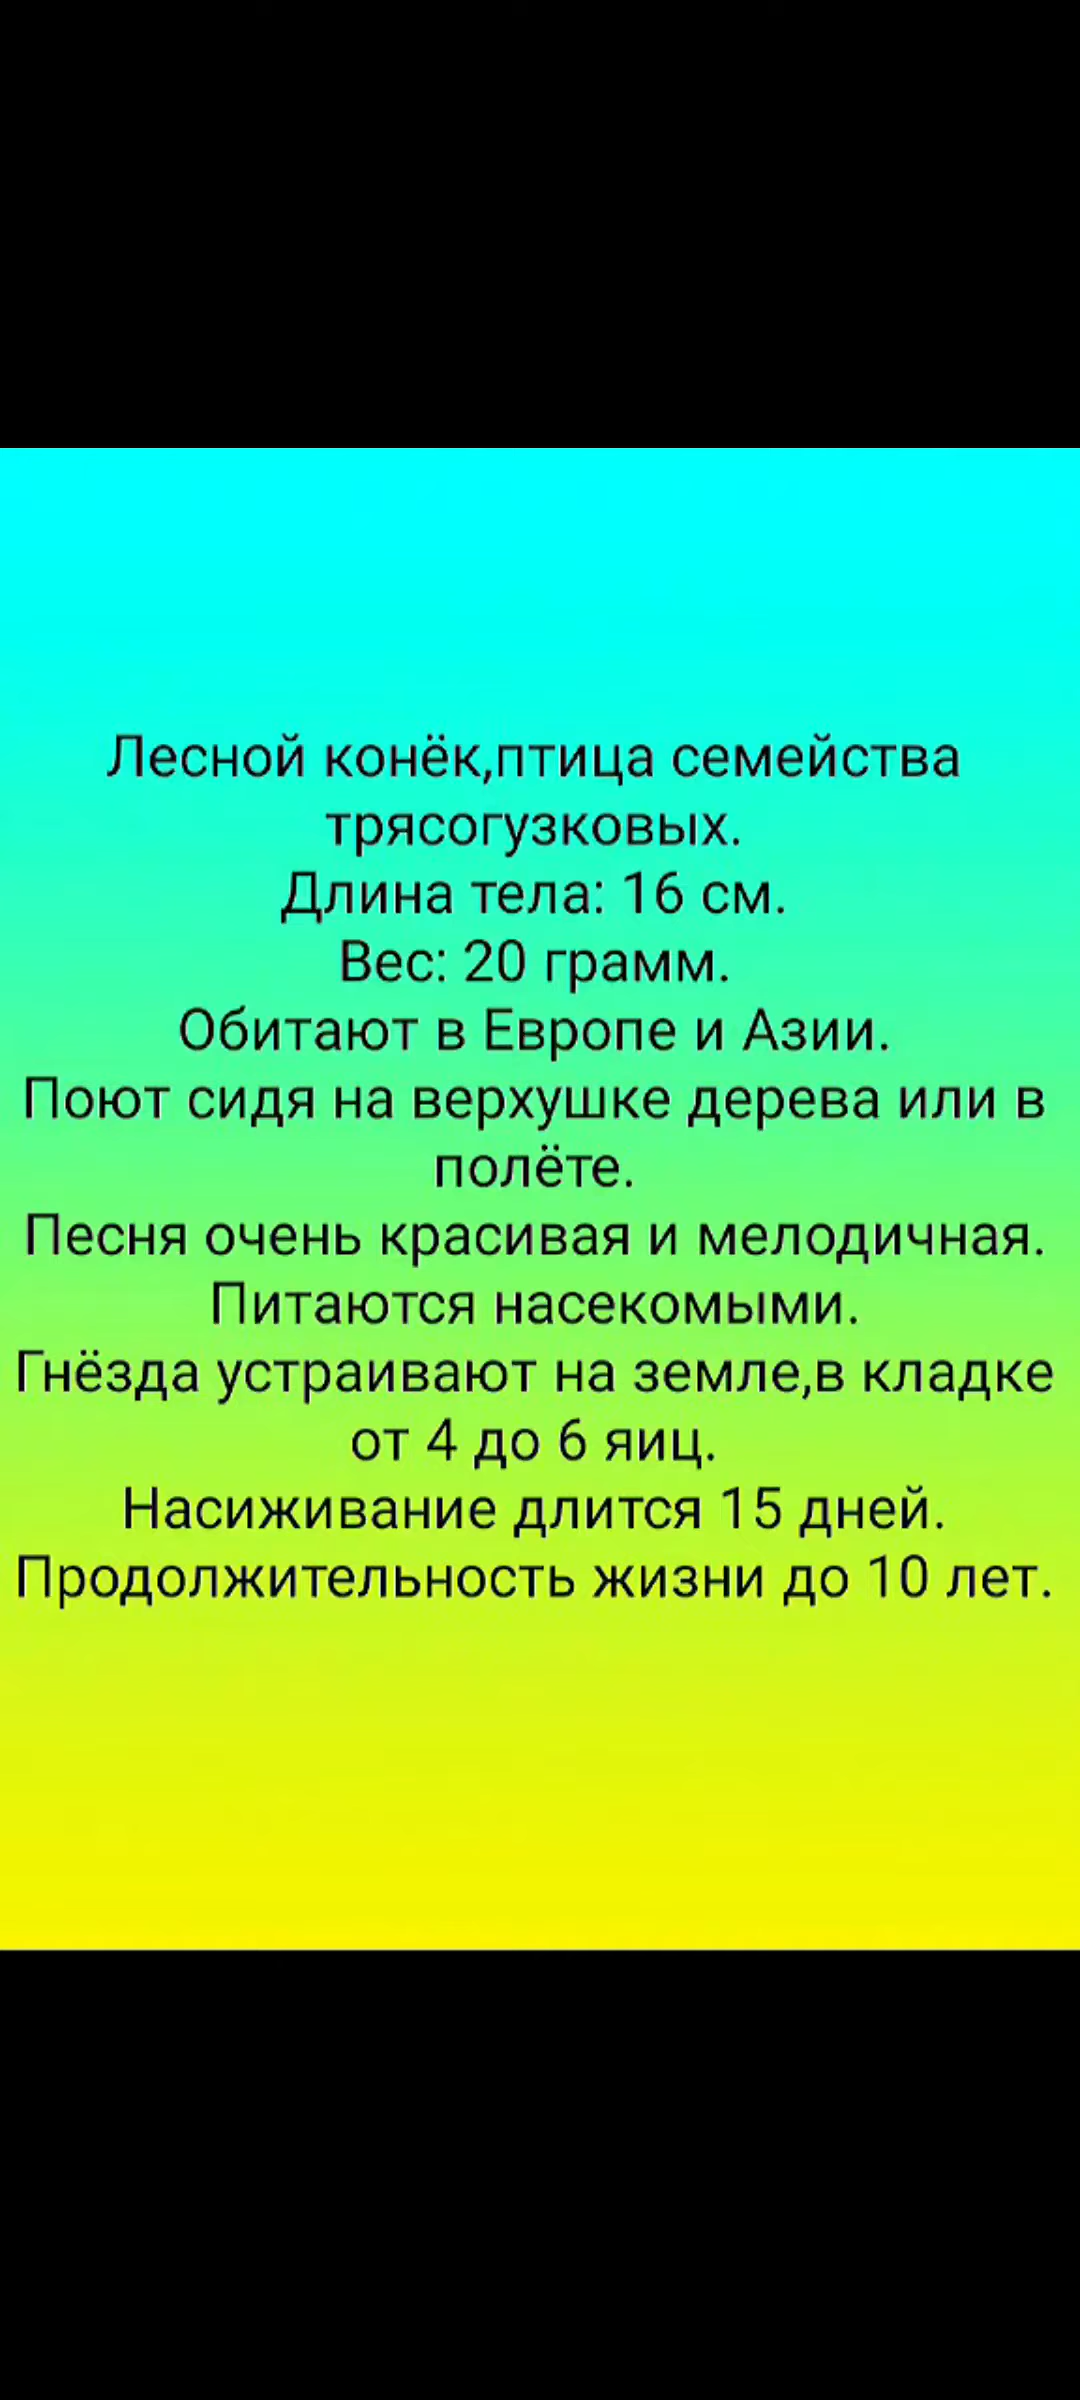 Лесной конёк,птица семейства
трясогузковых.
Длина тела: 16 см.
Вес: 20 грамм.
Обитают в Европе и Азии.
Поют сидя на верхушке дерева или в
полёте.
Песня очень красивая и мелодичная.
Питаются насекомыми.
Гнёзда устраивают на земле,в кладке
от 4 до 6 яиц.
Насиживание длится 15 дней.
Продолжительность жизни до 10 лет.